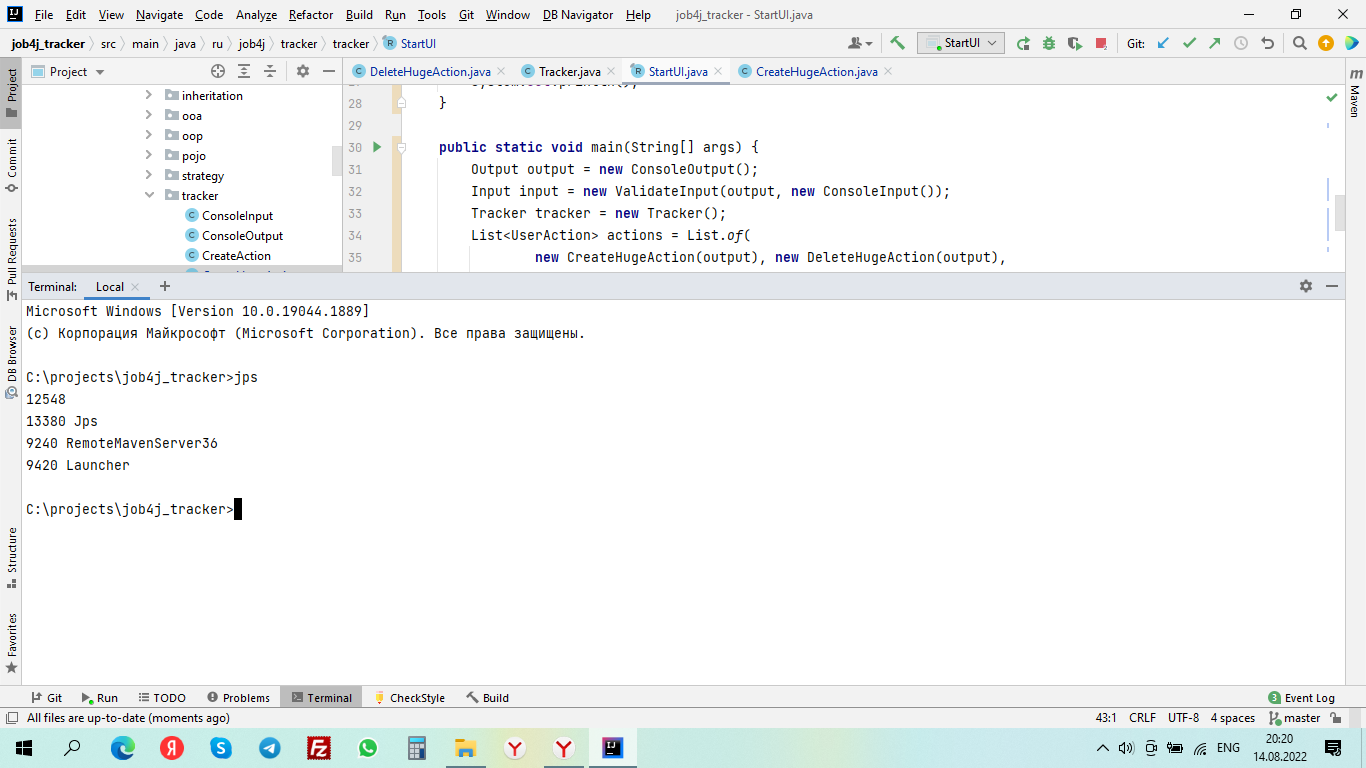 File Edit View Navigate Code Analyze Refactor Build Run Tools Git Window DB Navigator Help job4j_tracker - StartUI.java
job4j_tracker src main java ru job4j tracker tracker StartUI StartUI Git:
Project DeleteHugeAction.java Tracker.java StartUI.java CreateHugeAction.java
Project
Commit
Pull Requests
DB Browser
Structure
Favorites
Maven
inheritation
ooa
oop
pojo
strategy
tracker
ConsoleInput
ConsoleOutput
CreateAction
28 }
29
30 public static void main(String[] args) {
31 Output output = new ConsoleOutput();
32 Input input = new ValidateInput(output, new ConsoleInput());
33 Tracker tracker = new Tracker();
34 List<UserAction> actions = List.of(
35 new CreateHugeAction(output), new DeleteHugeAction(output),
Terminal: Local
Microsoft Windows [Version 10.0.19044.1889]
(c) Корпорация Майкрософт (Microsoft Corporation). Все права защищены.
C:\projects\job4j_tracker>jps
12548
13380 Jps
9240 RemoteMavenServer36
9420 Launcher
C:\projects\job4j_tracker>
Git Run TODO Problems Terminal CheckStyle Build 3 Event Log
All files are up-to-date (moments ago) 43:1 CRLF UTF-8 4 spaces master
ENG 20:20
14.08.2022